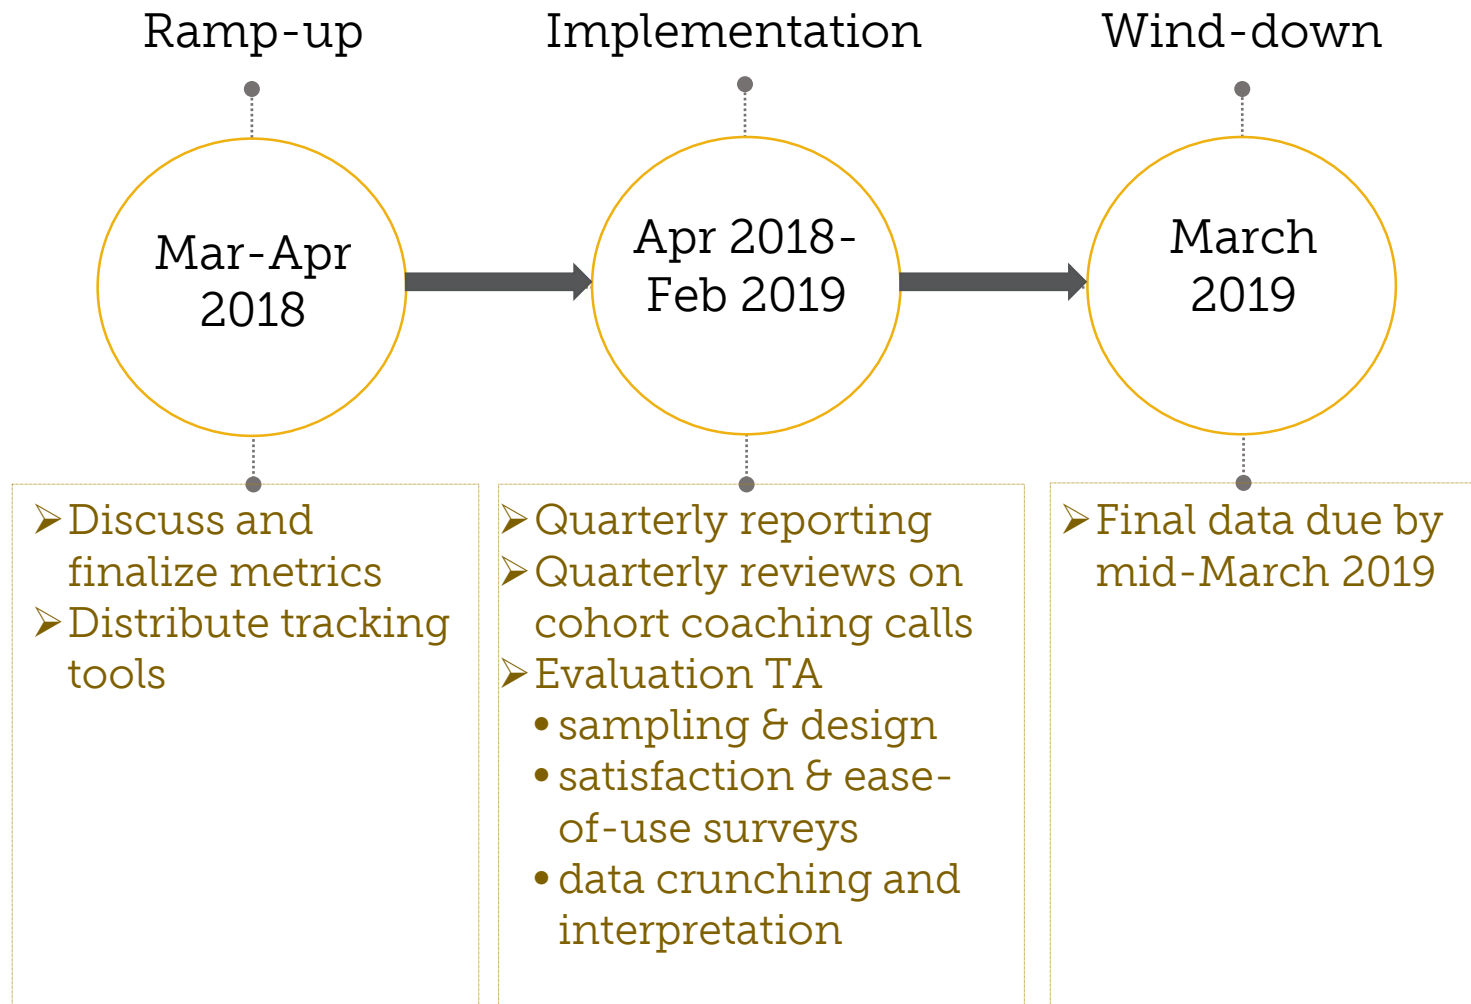 Ramp-up
Implementation
Wind-down
Mar-Apr
2018
Apr 2018-
Feb 2019
March
2019
➢Discuss and
finalize metrics
➢Distribute tracking
tools
➢Quarterly reporting
➢Quarterly reviews on
cohort coaching calls
➢Evaluation TA
•sampling & design
•satisfaction & ease-
of-use surveys
•data crunching and
interpretation
➢Final data due by
mid-March 2019